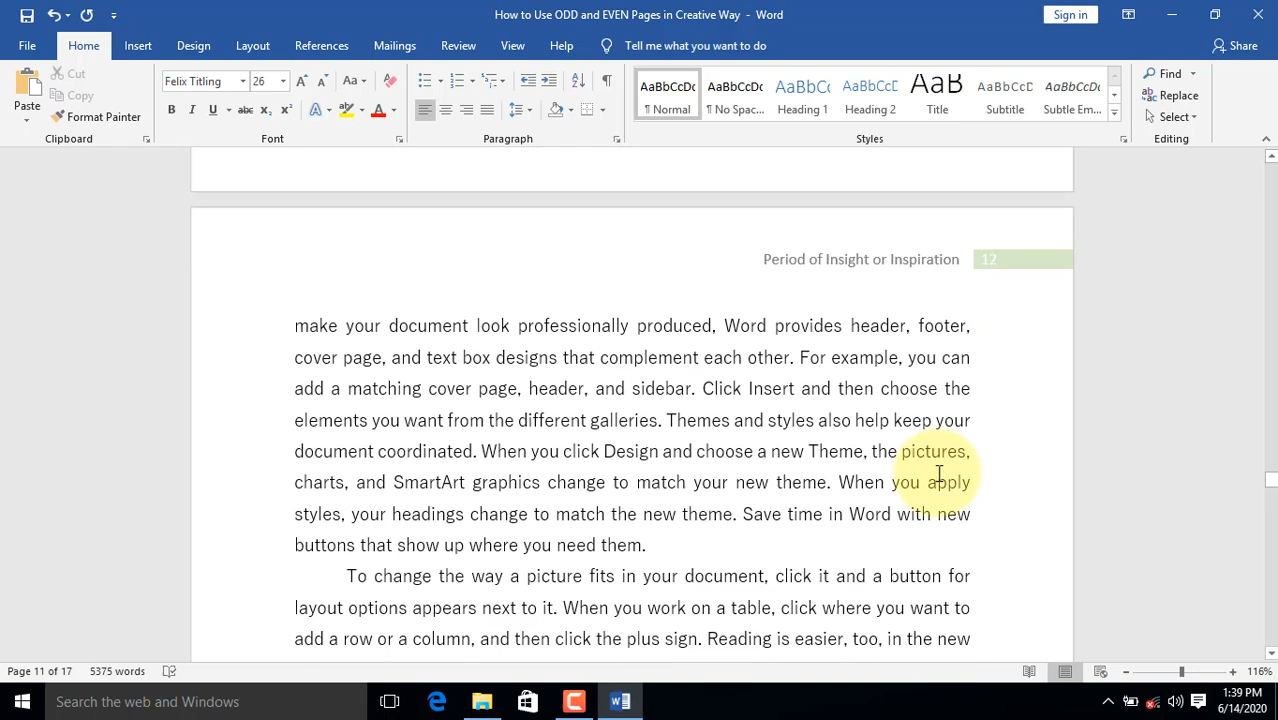 How to Use ODD and EVEN Pages in Creative Way - Word
Sign in
File Home Insert Design Layout References Mailings Review View Help Tell me what you want to do Share
Paste
Cut
Copy
Format Painter
Clipboard
Felix Titling 26
Aa
B I U abc x₂ x²
A
Font
Paragraph
AaBbCcDc AaBbCcDc AaBbCc AaBbCcC AaB AaBbCcC AaBbCcDc
¶ Normal ¶ No Spac... Heading 1 Heading 2 Title Subtitle Subtle Em...
Styles
Find
Replace
Select
Editing
Period of Insight or Inspiration 12
make your document look professionally produced, Word provides header, footer,
cover page, and text box designs that complement each other. For example, you can
add a matching cover page, header, and sidebar. Click Insert and then choose the
elements you want from the different galleries. Themes and styles also help keep your
document coordinated. When you click Design and choose a new Theme, the pictures,
charts, and SmartArt graphics change to match your new theme. When you apply
styles, your headings change to match the new theme. Save time in Word with new
buttons that show up where you need them.
To change the way a picture fits in your document, click it and a button for
layout options appears next to it. When you work on a table, click where you want to
add a row or a column, and then click the plus sign. Reading is easier, too, in the new
Page 11 of 17 5375 words 116%
Search the web and Windows
1:39 PM
6/14/2020